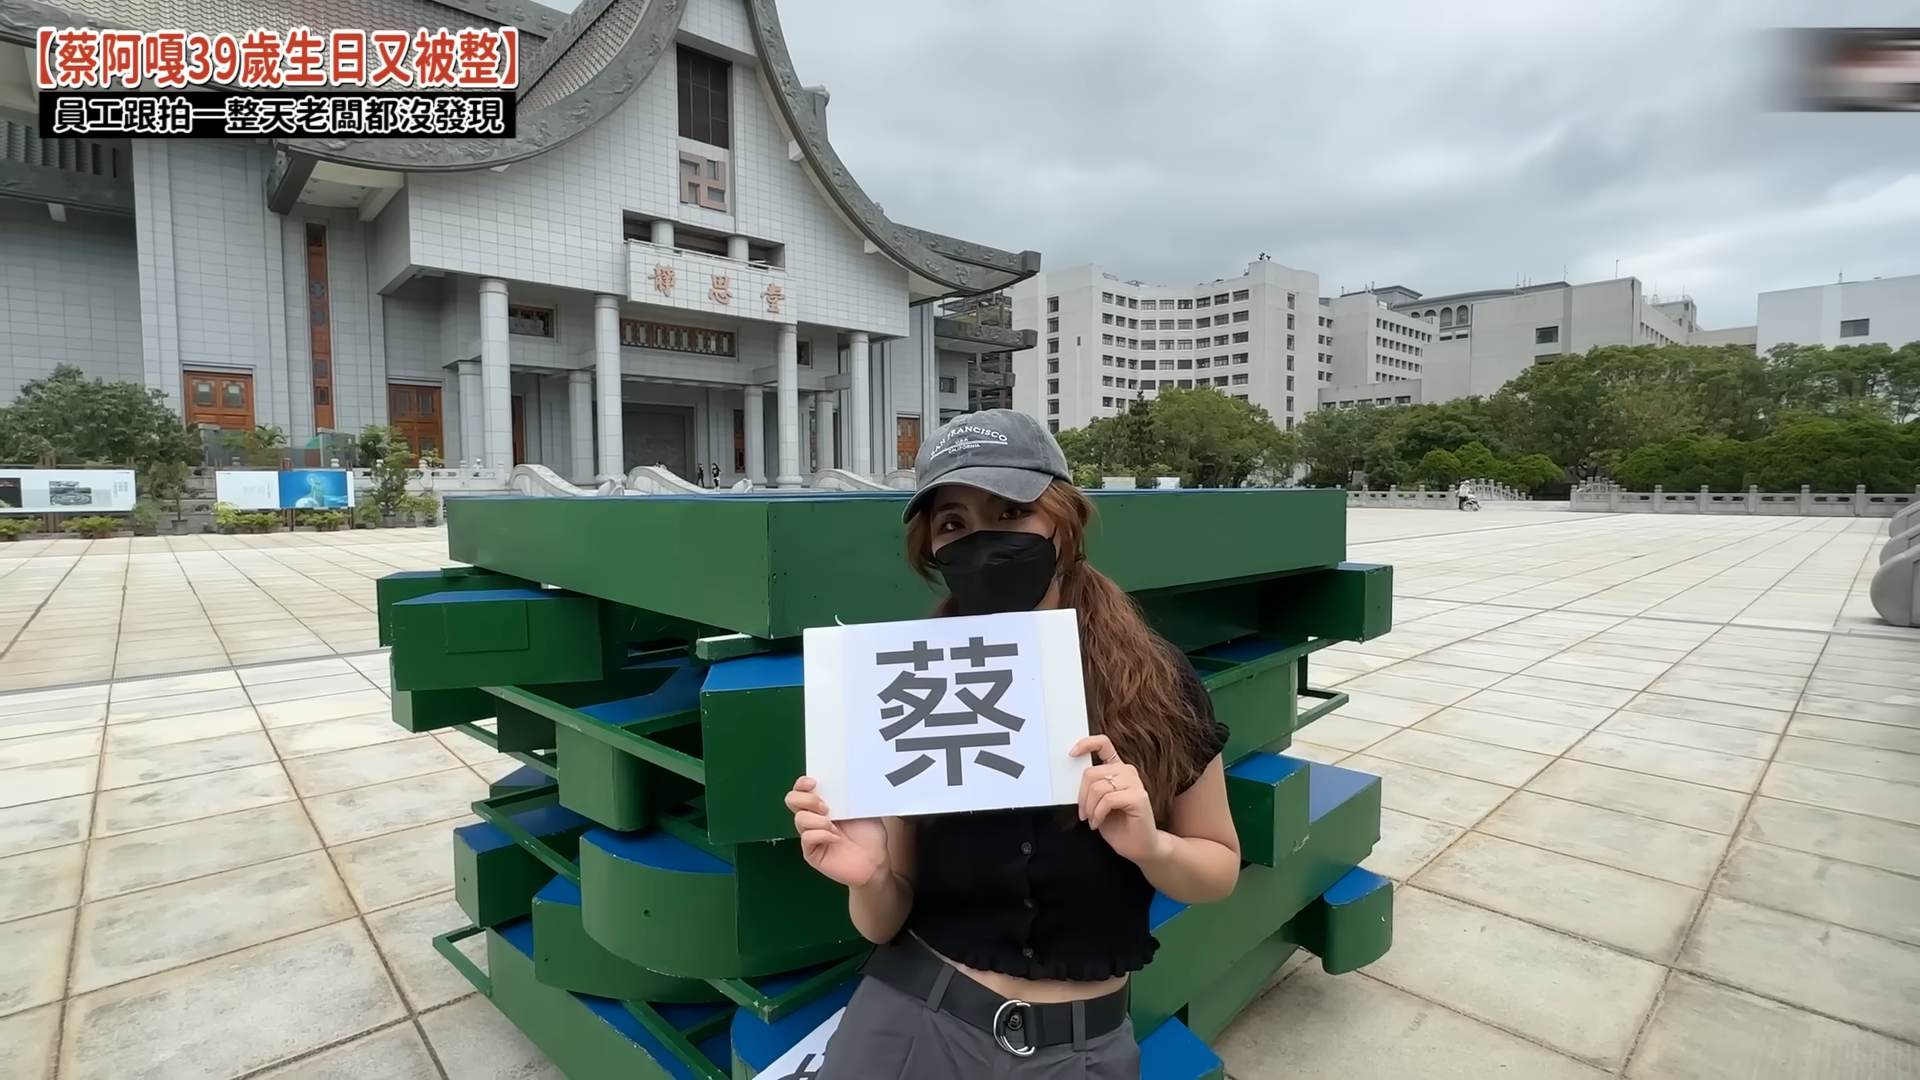 【蔡阿嘎39歲生日又被整】
員工跟拍一整天老闆都沒發現
卍
靜思堂
SAN FRANCISCO
U.S.A
CALIFORNIA
蔡